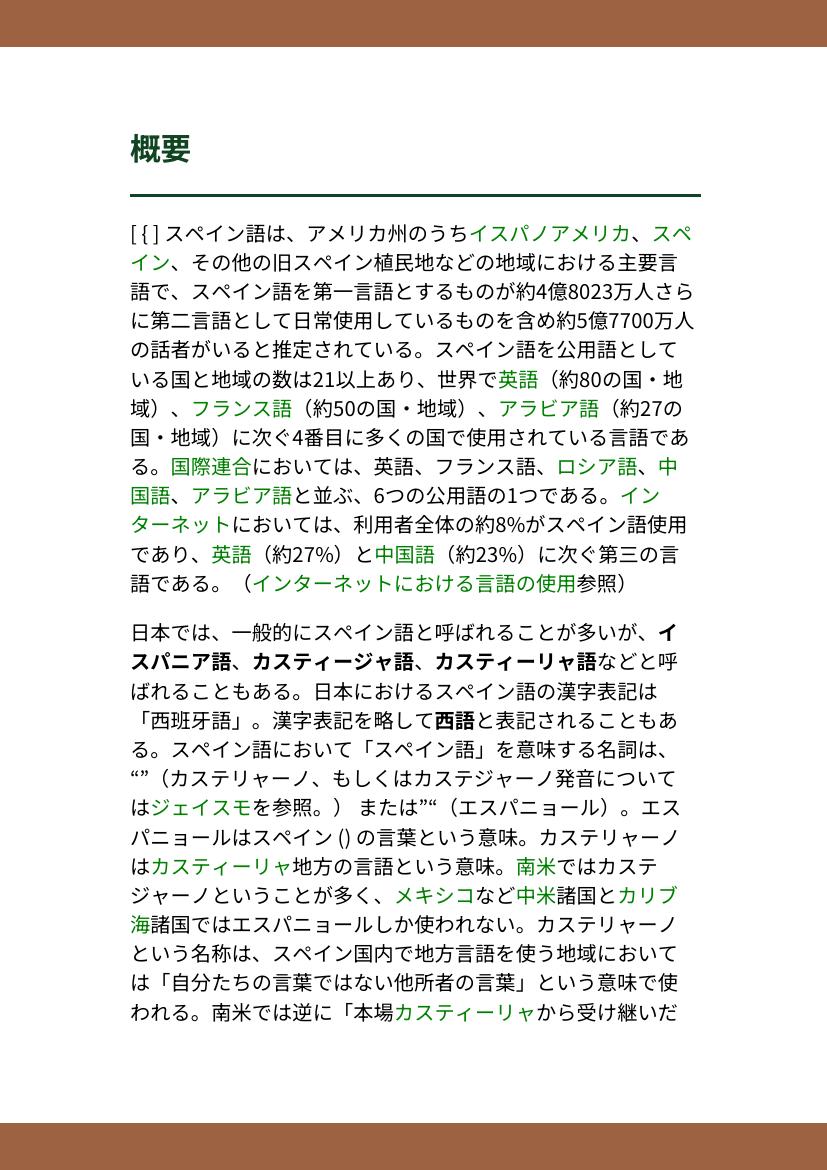 概要
[ { ] スペイン語は、アメリカ州のうちイスパノアメリカ、スペ
イン、その他の旧スペイン植民地などの地域における主要言
語で、スペイン語を第一言語とするものが約4億8023万人さら
に第二言語として日常使用しているものを含め約5億7700万人
の話者がいると推定されている。スペイン語を公用語として
いる国と地域の数は21以上あり、世界で英語（約80の国・地
域）、フランス語（約50の国・地域）、アラビア語（約27の
国・地域）に次ぐ4番目に多くの国で使用されている言語であ
る。国際連合においては、英語、フランス語、ロシア語、中
国語、アラビア語と並ぶ、6つの公用語の1つである。イン
ターネットにおいては、利用者全体の約8%がスペイン語使用
であり、英語（約27%）と中国語（約23%）に次ぐ第三の言
語である。（インターネットにおける言語の使用参照）
日本では、一般的にスペイン語と呼ばれることが多いが、イ
スパニア語、カスティージャ語、カスティーリャ語などと呼
ばれることもある。日本におけるスペイン語の漢字表記は
「西班牙語」。漢字表記を略して西語と表記されることもあ
る。スペイン語において「スペイン語」を意味する名詞は、
“”（カステリャーノ、もしくはカステジャーノ発音について
はジェイスモを参照。） または”“（エスパニョール）。エス
パニョールはスペイン () の言葉という意味。カステリャーノ
はカスティーリャ地方の言語という意味。南米ではカステ
ジャーノということが多く、メキシコなど中米諸国とカリブ
海諸国ではエスパニョールしか使われない。カステリャーノ
という名称は、スペイン国内で地方言語を使う地域において
は「自分たちの言葉ではない他所者の言葉」という意味で使
われる。南米では逆に「本場カスティーリャから受け継いだ